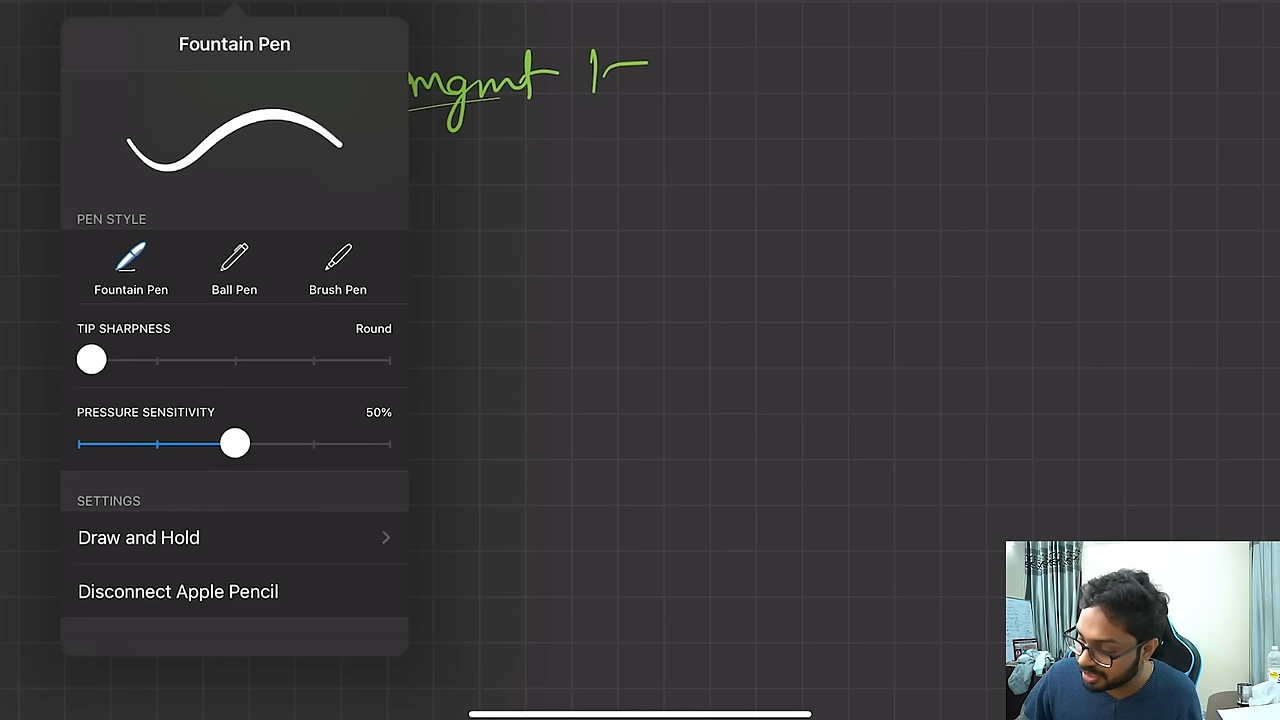 Fountain Pen
mgmt
PEN STYLE
Fountain Pen Ball Pen Brush Pen
TIP SHARPNESS Round
PRESSURE SENSITIVITY 50%
SETTINGS
Draw and Hold
Disconnect Apple Pencil